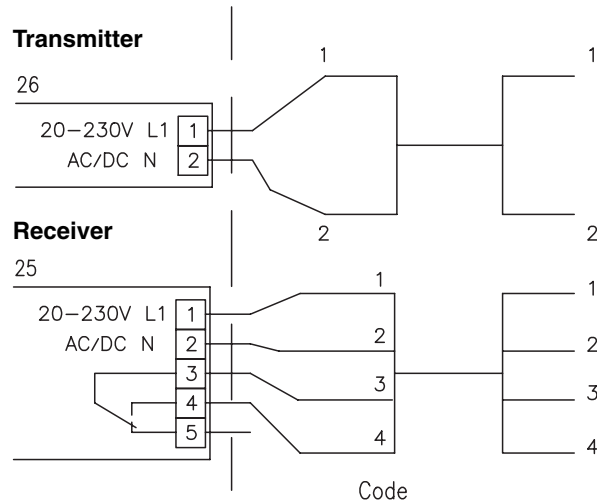 Transmitter
1 1
26
20-230V L1 1
AC/DC N 2
2 2
Receiver
25
1 1
20-230V L1 1
AC/DC N 2
2 2
3
3 3
4
4 4
5
Code